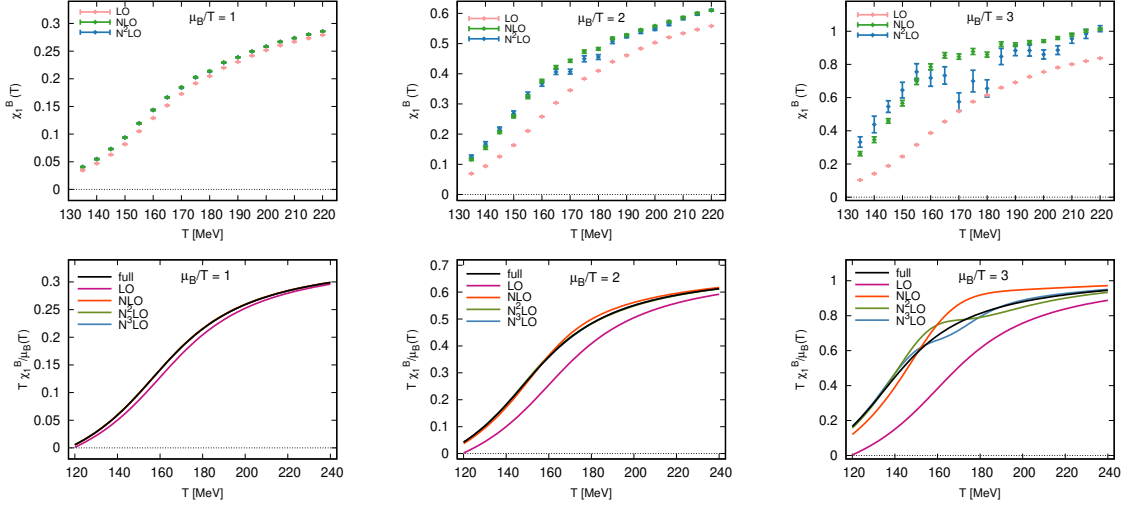 μB/T = 1
LO
NLO
N²LO
χ₁ᴮ (T)
0.3
0.25
0.2
0.15
0.1
0.05
0
130 140 150 160 170 180 190 200 210 220
T [MeV]
μB/T = 2
LO
NLO
N²LO
χ₁ᴮ (T)
0.6
0.5
0.4
0.3
0.2
0.1
0
130 140 150 160 170 180 190 200 210 220
T [MeV]
μB/T = 3
LO
NLO
N²LO
χ₁ᴮ (T)
1
0.8
0.6
0.4
0.2
0
130 140 150 160 170 180 190 200 210 220
T [MeV]
μB/T = 1
full
LO
NLO
N²LO
N³LO
T χ₁ᴮ/μB(T)
0.3
0.25
0.2
0.15
0.1
0.05
0
120 140 160 180 200 220 240
T [MeV]
μB/T = 2
full
LO
NLO
N²LO
N³LO
T χ₁ᴮ/μB(T)
0.7
0.6
0.5
0.4
0.3
0.2
0.1
0
120 140 160 180 200 220 240
T [MeV]
μB/T = 3
full
LO
NLO
N²LO
N³LO
T χ₁ᴮ/μB(T)
1
0.8
0.6
0.4
0.2
0
120 140 160 180 200 220 240
T [MeV]